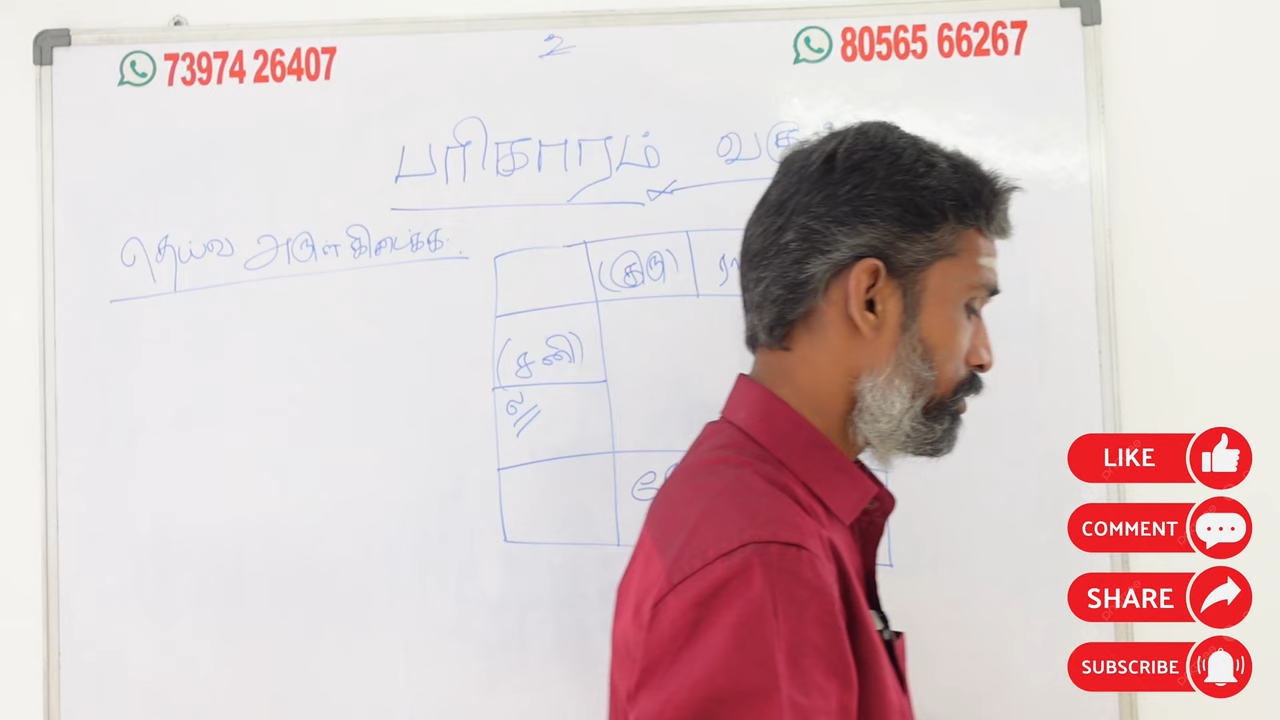 73974 26407
2
80565 66267
பரிகாரம்
தெய்வ அருள் கிடைக்க
(குரு)
(சனி)
ல
LIKE
COMMENT
SHARE
SUBSCRIBE